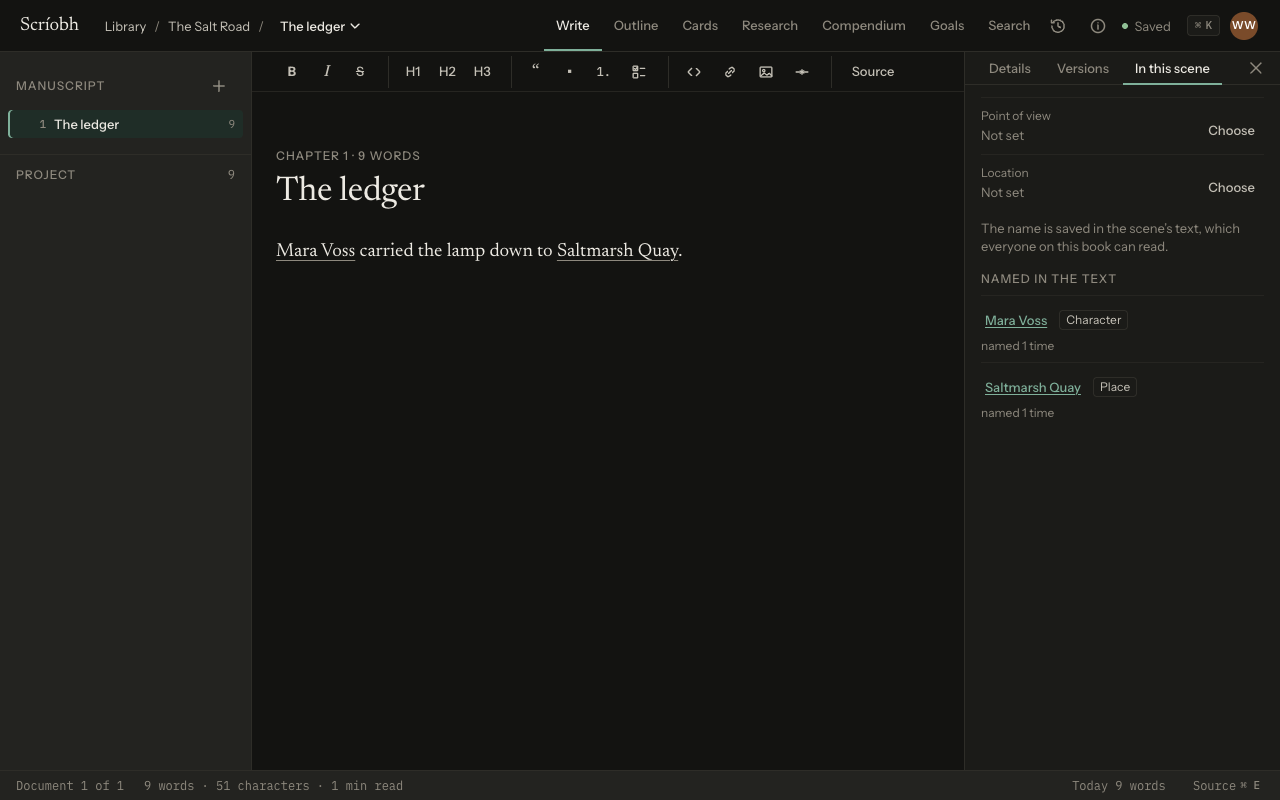 Scríobh
Library / The Salt Road / The ledger
Write Outline Cards Research Compendium Goals Search
Saved
⌘ K
WW
MANUSCRIPT
1 The ledger 9
PROJECT 9
B I S H1 H2 H3 “ ▪ 1. Source
CHAPTER 1 · 9 WORDS
The ledger
Mara Voss carried the lamp down to Saltmarsh Quay.
Details Versions In this scene
Point of view
Not set
Choose
Location
Not set
Choose
The name is saved in the scene’s text, which
everyone on this book can read.
NAMED IN THE TEXT
Mara Voss Character
named 1 time
Saltmarsh Quay Place
named 1 time
Document 1 of 1 9 words · 51 characters · 1 min read
Today 9 words Source ⌘ E